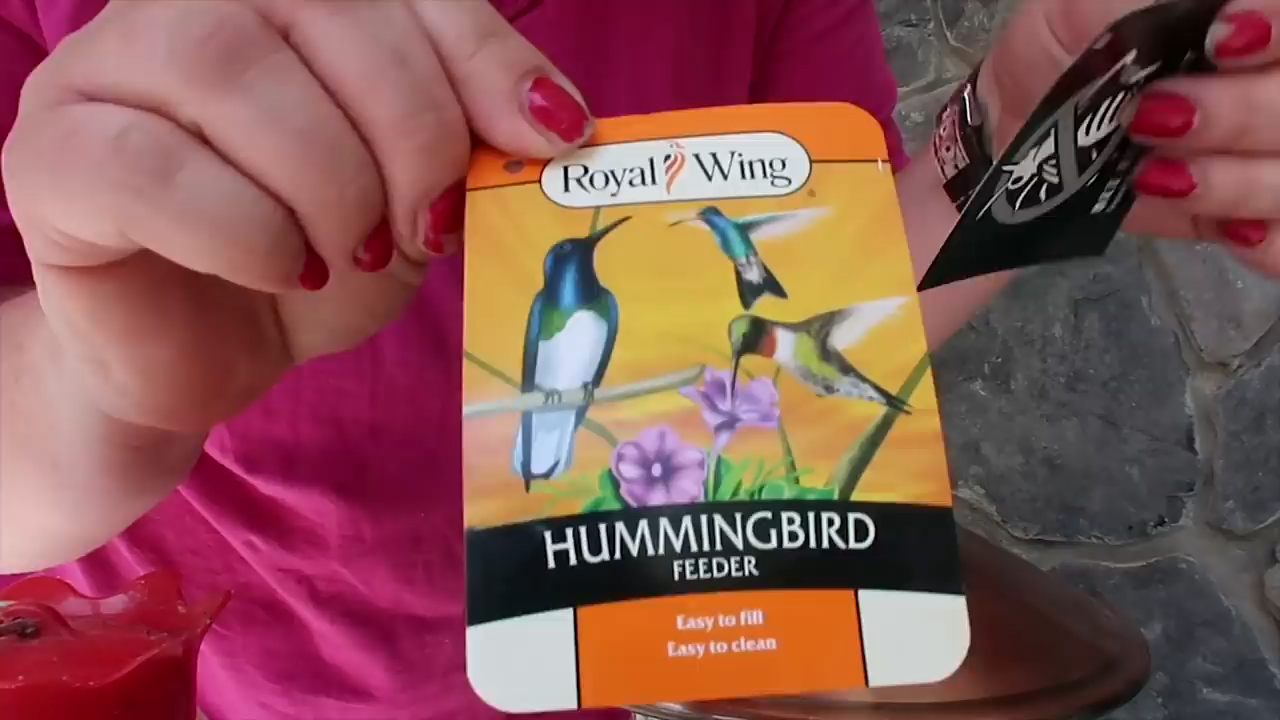 Royal Wing
HUMMINGBIRD
FEEDER
Easy to fill
Easy to clean